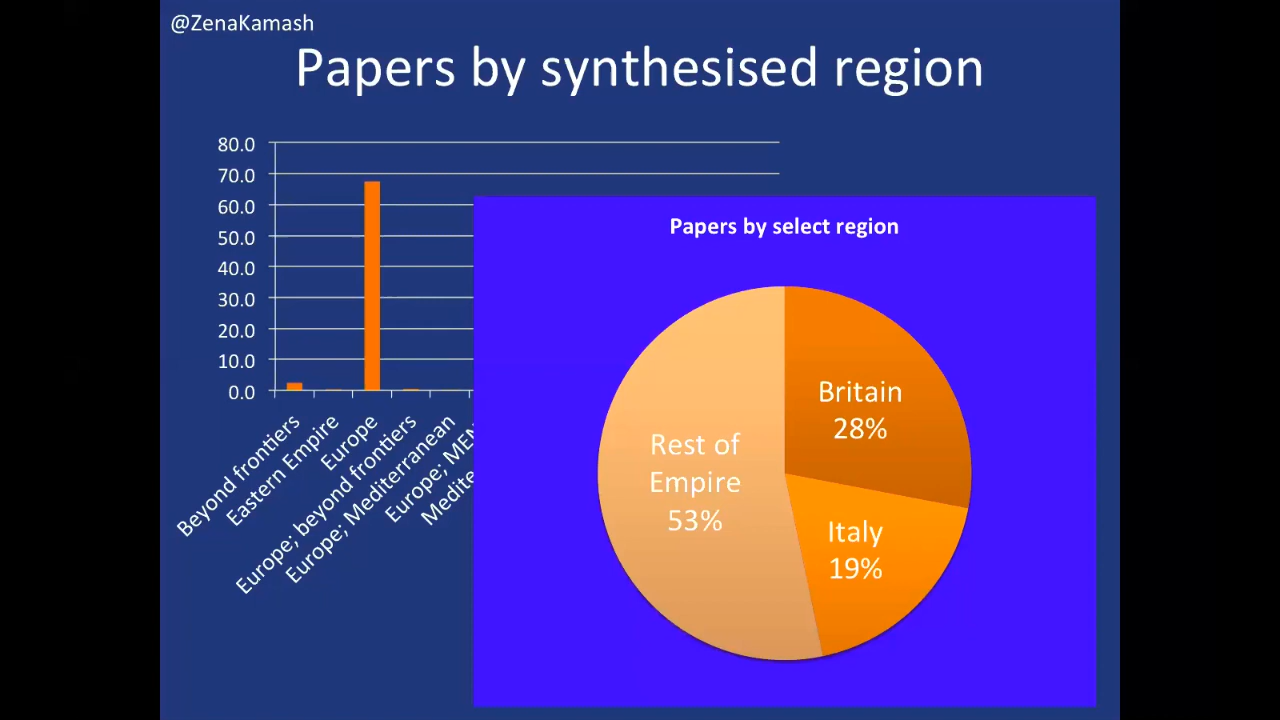 @ZenaKamash
Papers by synthesised region
80.0
70.0
60.0
50.0
40.0
30.0
20.0
10.0
0.0
Beyond frontiers
Eastern Empire
Europe
Europe; beyond frontiers
Europe; Mediterranean
Europe;
Papers by select region
Britain
28%
Italy
19%
Rest of
Empire
53%